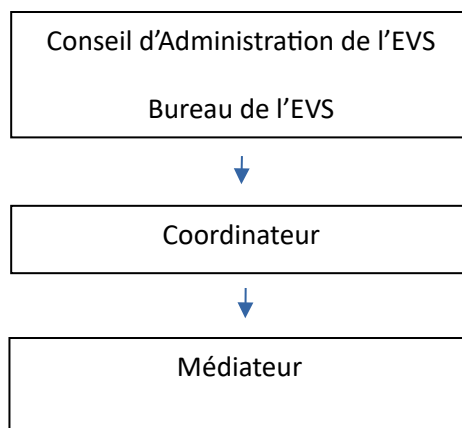 Conseil d’Administration de l’EVS
Bureau de l’EVS
Coordinateur
Médiateur